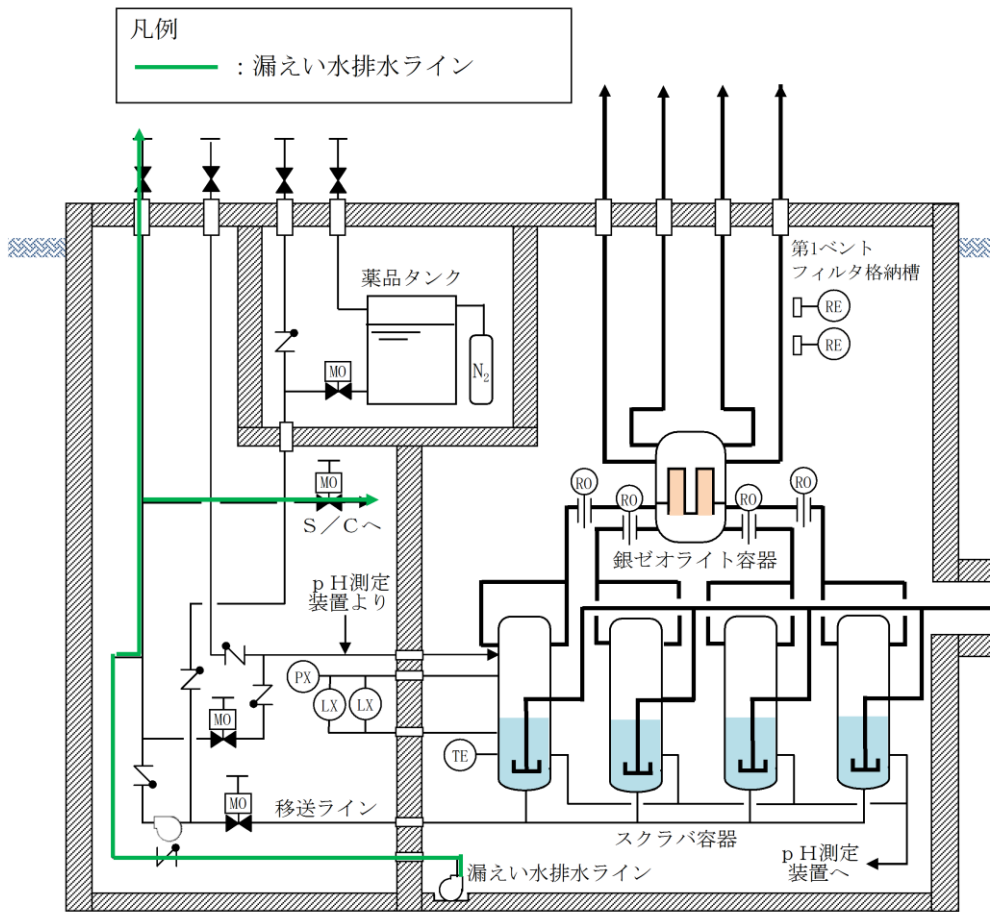 凡例
：漏えい水排水ライン
第1ベント
フィルタ格納槽
RE
RE
薬品タンク
MO
N₂
MO
S／Cへ
RO
RO
RO
RO
銀ゼオライト容器
ｐH測定
装置より
PX
LX
LX
MO
TE
MO
移送ライン
スクラバ容器
ｐH測定
装置へ
漏えい水排水ライン